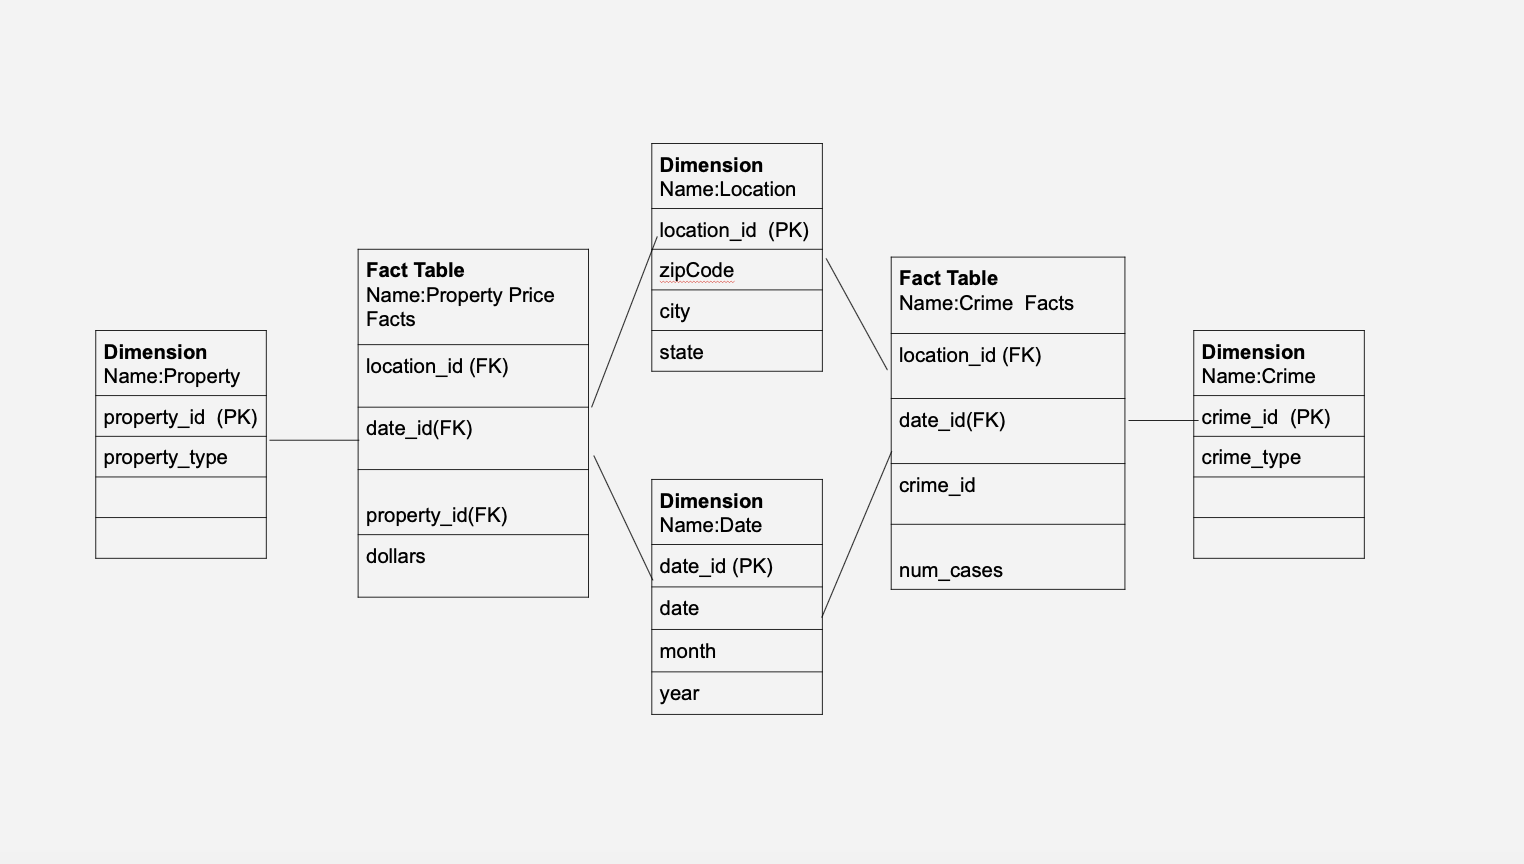 Dimension
Name:Property
property_id  (PK)
property_type
Fact Table
Name:Property Price
Facts
location_id (FK)
date_id(FK)
property_id(FK)
dollars
Dimension
Name:Location
location_id  (PK)
zipCode
city
state
Dimension
Name:Date
date_id (PK)
date
month
year
Fact Table
Name:Crime  Facts
location_id (FK)
date_id(FK)
crime_id
num_cases
Dimension
Name:Crime
crime_id  (PK)
crime_type